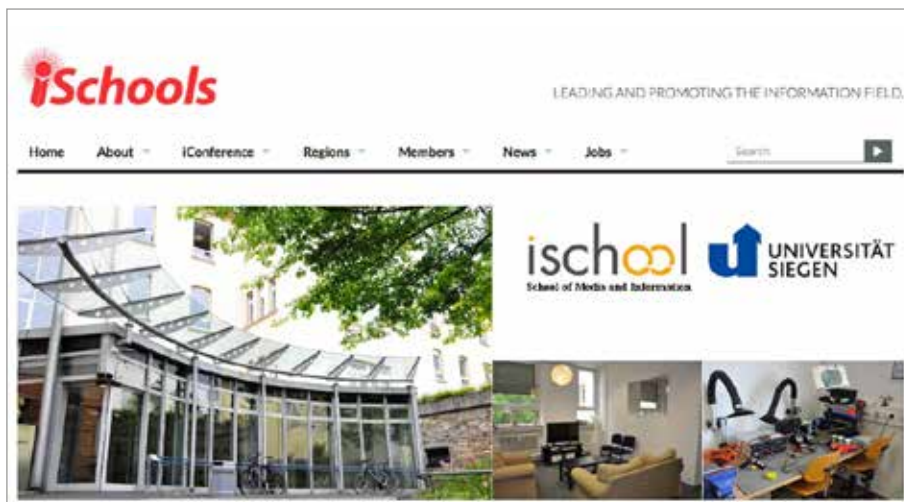 iSchools
LEADING AND PROMOTING THE INFORMATION FIELD.
Home About iConference Regions Members News Jobs Search
ischool
School of Media and Information
UNIVERSITÄT
SIEGEN